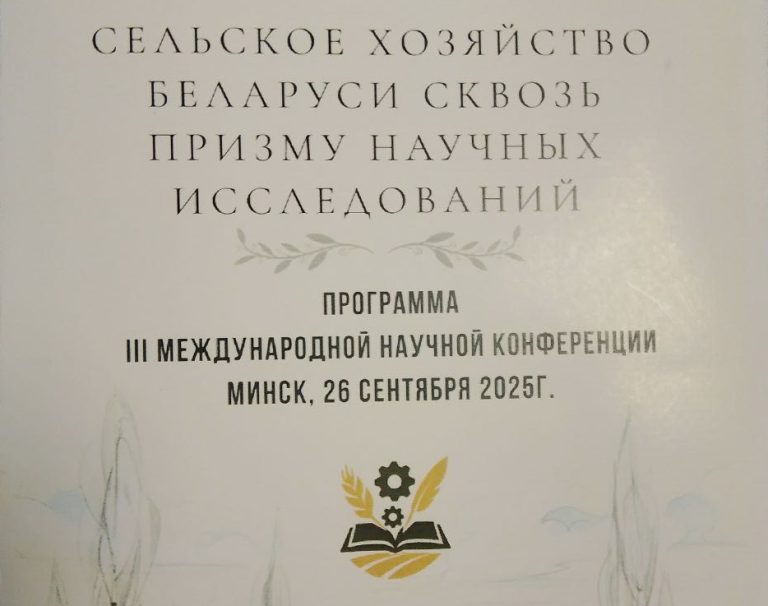 СЕЛЬСКОЕ ХОЗЯЙСТВО
БЕЛАРУСИ СКВОЗЬ
ПРИЗМУ НАУЧНЫХ
ИССЛЕДОВАНИЙ
ПРОГРАММА
III МЕЖДУНАРОДНОЙ НАУЧНОЙ КОНФЕРЕНЦИИ
МИНСК, 26 СЕНТЯБРЯ 2025Г.